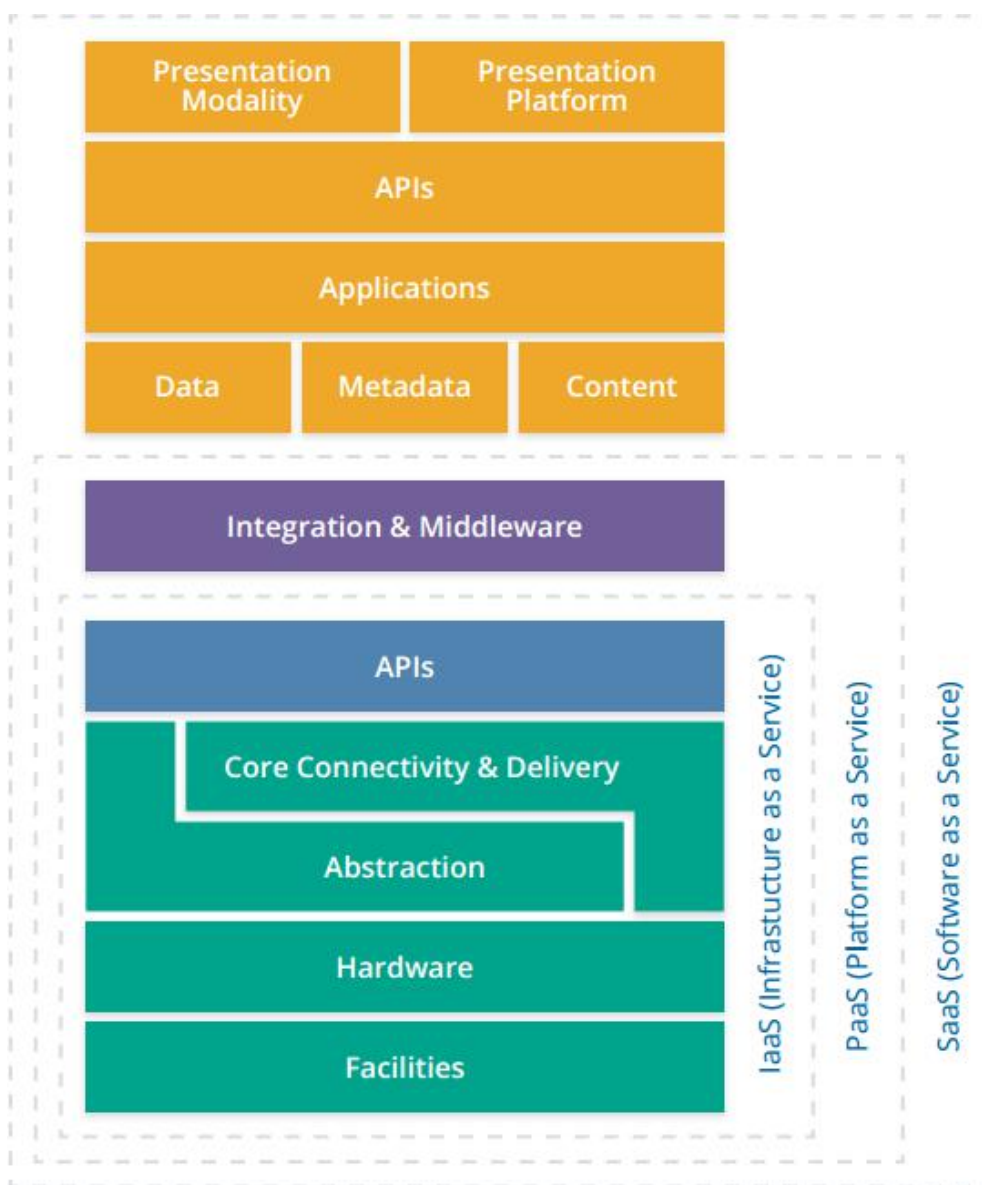 Presentation
Modality
Presentation
Platform
APIs
Applications
Data
Metadata
Content
Integration & Middleware
APIs
Core Connectivity & Delivery
Abstraction
Hardware
Facilities
IaaS (Infrastucture as a Service)
PaaS (Platform as a Service)
SaaS (Software as a Service)